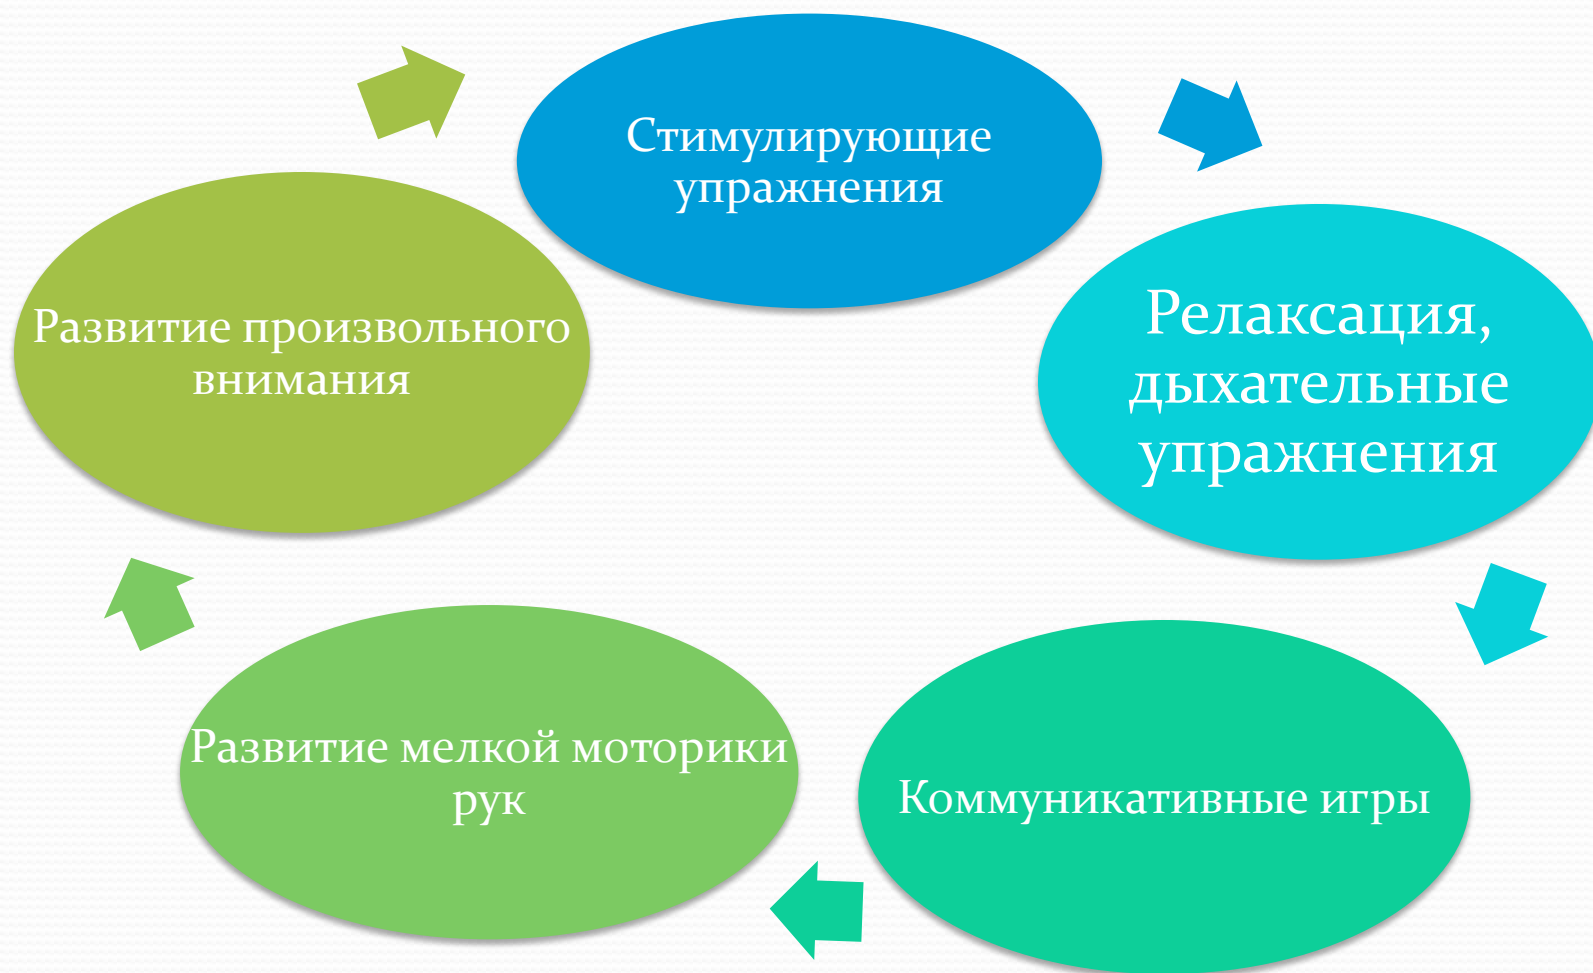 Стимулирующие
упражнения
Релаксация,
дыхательные
упражнения
Коммуникативные игры
Развитие мелкой моторики
рук
Развитие произвольного
внимания